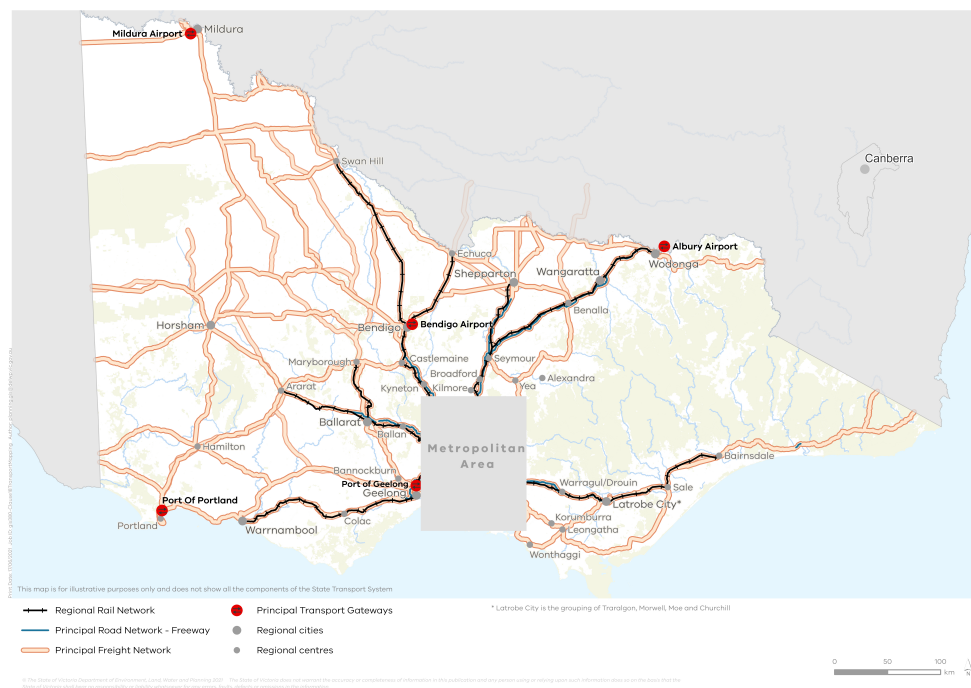 Mildura Airport
Mildura
Canberra
Swan Hill
Albury Airport
Echuca
Wodonga
Shepparton
Wangaratta
Benalla
Horsham
Bendigo
Bendigo Airport
Maryborough
Castlemaine
Seymour
Broadford
Ararat
Kyneton
Kilmore
Yea
Alexandra
Ballarat
Ballan
Hamilton
Metropolitan
Area
Bairnsdale
Bannockburn
Port of Geelong
Geelong
Warragul/Drouin
Sale
Latrobe City*
Port Of Portland
Portland
Warrnambool
Colac
Korumburra
Leongatha
Wonthaggi
This map is for illustrative purposes only and does not show all the components of the State Transport System
Regional Rail Network
Principal Road Network - Freeway
Principal Freight Network
Principal Transport Gateways
Regional cities
Regional centres
* Latrobe City is the grouping of Traralgon, Morwell, Moe and Churchill
0 50 100
km